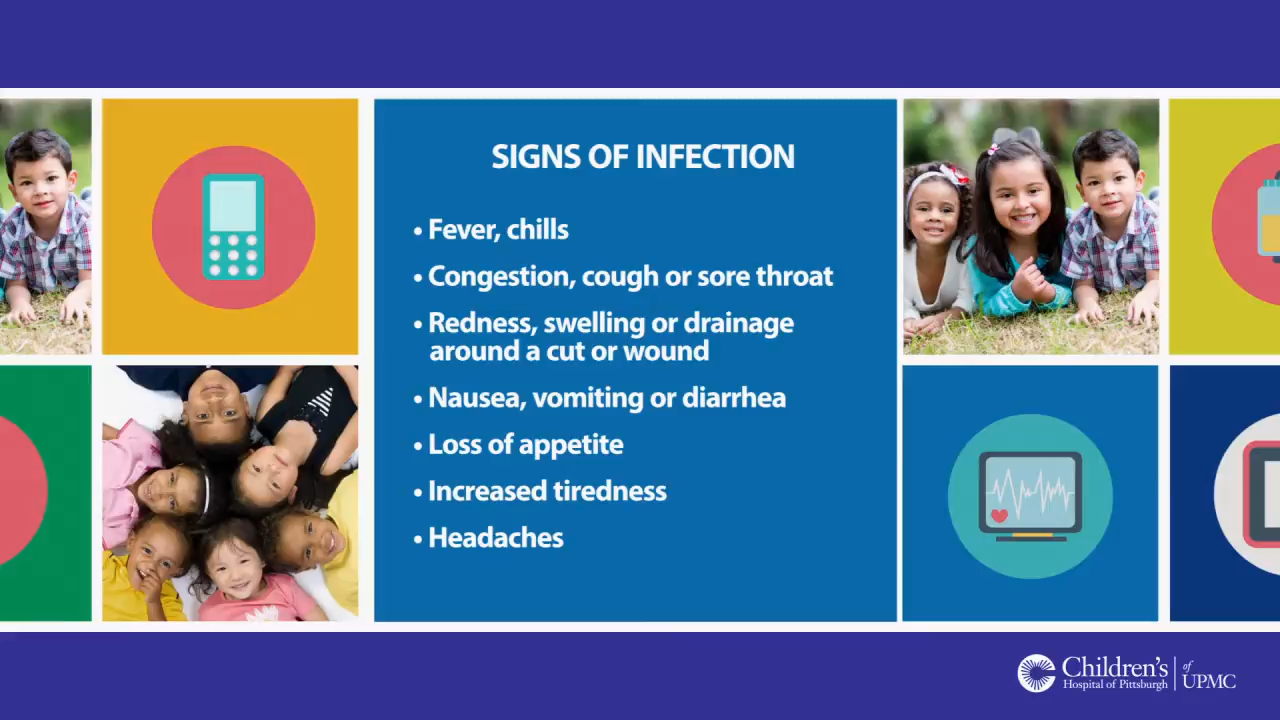 SIGNS OF INFECTION
• Fever, chills
• Congestion, cough or sore throat
• Redness, swelling or drainage
around a cut or wound
• Nausea, vomiting or diarrhea
• Loss of appetite
• Increased tiredness
• Headaches
Children's of
Hospital of Pittsburgh UPMC